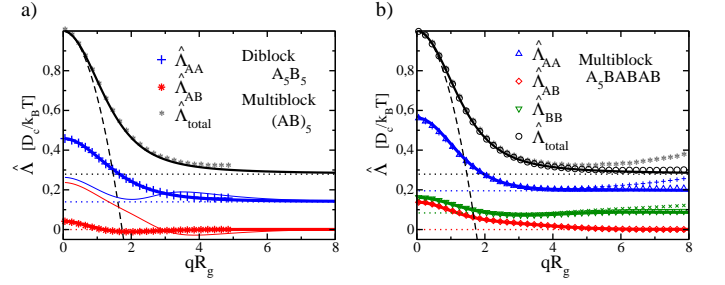 a)
b)
1
0,8
0,6
0,4
0,2
0
0
2
4
6
8
Λ̂ [D_c/k_BT]
qR_g
Λ̂_AA
Λ̂_AB
Λ̂_total
Diblock
A_5B_5
Multiblock
(AB)_5
1
0,8
0,6
0,4
0,2
0
0
2
4
6
8
Λ̂ [D_c/k_BT]
qR_g
Λ̂_AA
Λ̂_AB
Λ̂_BB
Λ̂_total
Multiblock
A_5BABAB